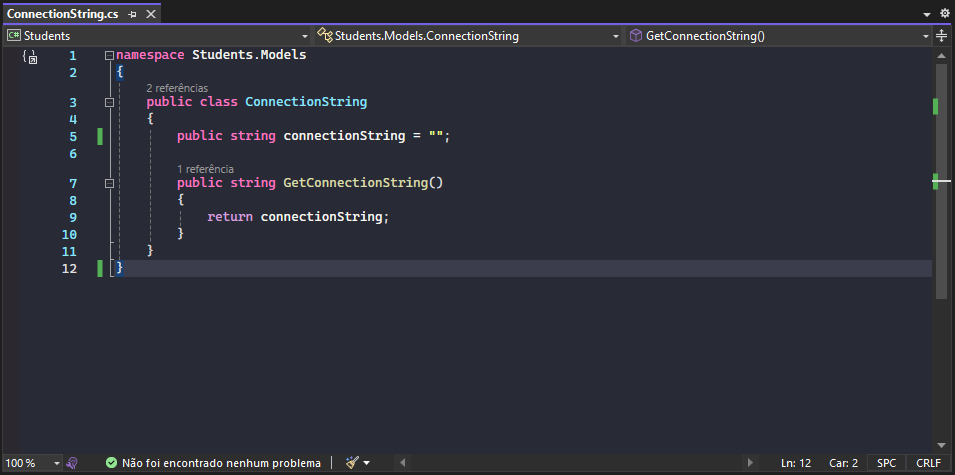 ConnectionString.cs
Students
Students.Models.ConnectionString
GetConnectionString()
1 namespace Students.Models
2 {
2 referências
3 public class ConnectionString
4 {
5 public string connectionString = "";
6
1 referência
7 public string GetConnectionString()
8 {
9 return connectionString;
10 }
11 }
12 }
100 % Não foi encontrado nenhum problema Ln: 12 Car: 2 SPC CRLF